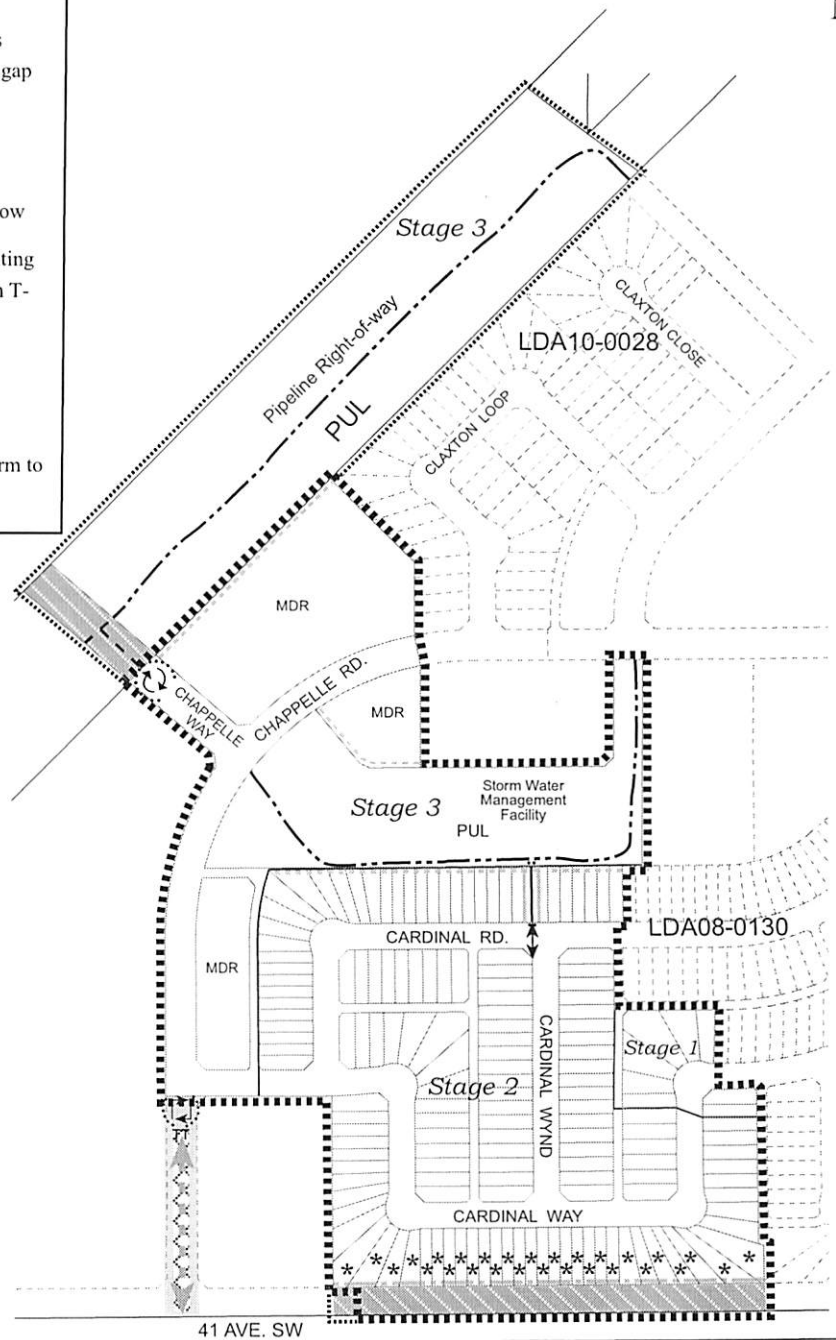 gap
ow
ting
T-
rm to
Stage 3
Pipeline Right-of-way
PUL
LDA10-0028
CLAXTON CLOSE
CLAXTON LOOP
MDR
CHAPPELLE RD.
CHAPPELLE
WAY
MDR
Stage 3
Storm Water
Management
Facility
PUL
MDR
CARDINAL RD.
LDA08-0130
Stage 1
Stage 2
CARDINAL WYND
CARDINAL WAY
41 AVE. SW